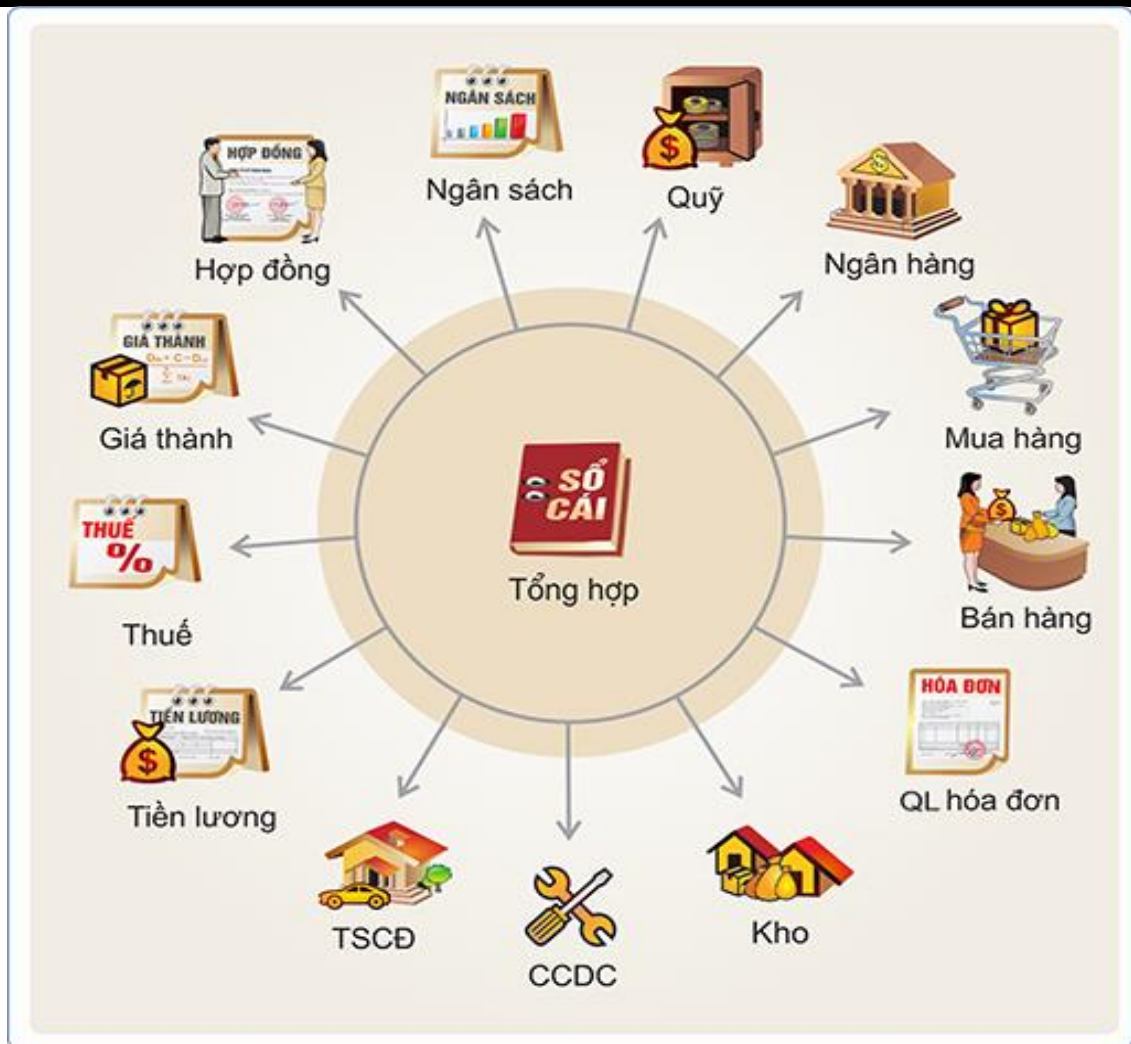 NGÂN SÁCH
Ngân sách
Quỹ
HỢP ĐỒNG
Hợp đồng
Ngân hàng
GIÁ THÀNH
Giá thành
Mua hàng
SỔ
CÁI
Tổng hợp
THUẾ
%
Thuế
Bán hàng
TIỀN LƯƠNG
Tiền lương
HÓA ĐƠN
QL hóa đơn
TSCĐ
CCDC
Kho